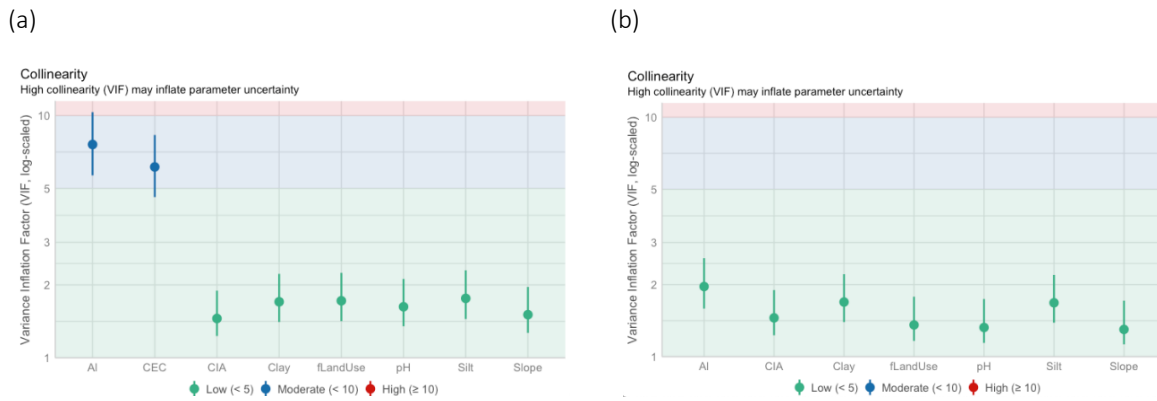 (a)
Collinearity
High collinearity (VIF) may inflate parameter uncertainty
Variance Inflation Factor (VIF, log-scaled)
10
5
3
2
1
AI CEC CIA Clay fLandUse pH Silt Slope
Low (< 5) Moderate (< 10) High (≥ 10)
(b)
Collinearity
High collinearity (VIF) may inflate parameter uncertainty
Variance Inflation Factor (VIF, log-scaled)
10
5
3
2
1
AI CIA Clay fLandUse pH Silt Slope
Low (< 5) Moderate (< 10) High (≥ 10)